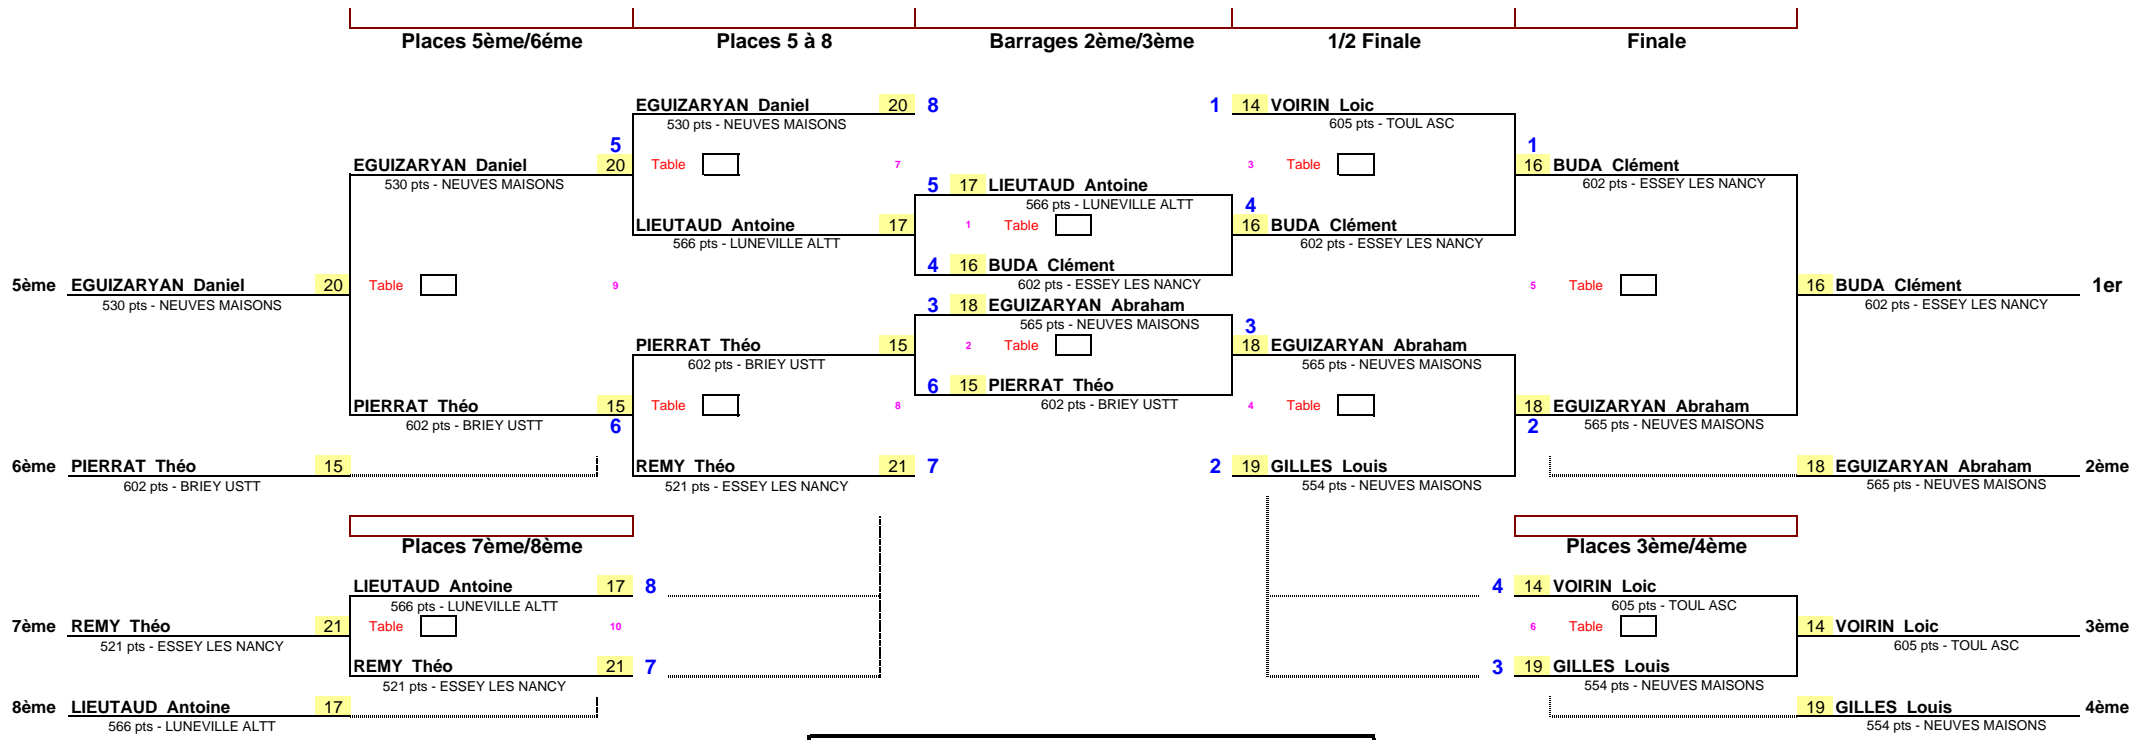 Places 5ème/6éme Places 5 à 8 Barrages 2ème/3ème 1/2 Finale Finale
EGUIZARYAN Daniel 20 8 1 14 VOIRIN Loic
530 pts - NEUVES MAISONS 605 pts - TOUL ASC
5 1
EGUIZARYAN Daniel 20 Table 7 3 Table 16 BUDA Clément
530 pts - NEUVES MAISONS 5 17 LIEUTAUD Antoine 602 pts - ESSEY LES NANCY
566 pts - LUNEVILLE ALTT 4
LIEUTAUD Antoine 17 1 Table 16 BUDA Clément
566 pts - LUNEVILLE ALTT 602 pts - ESSEY LES NANCY
4 16 BUDA Clément
5ème EGUIZARYAN Daniel 20 Table 9 602 pts - ESSEY LES NANCY 5 Table 16 BUDA Clément 1er
530 pts - NEUVES MAISONS 3 18 EGUIZARYAN Abraham 602 pts - ESSEY LES NANCY
565 pts - NEUVES MAISONS 3
PIERRAT Théo 15 2 Table 18 EGUIZARYAN Abraham
602 pts - BRIEY USTT 565 pts - NEUVES MAISONS
6 15 PIERRAT Théo
PIERRAT Théo 15 Table 8 602 pts - BRIEY USTT 4 Table 18 EGUIZARYAN Abraham
602 pts - BRIEY USTT 6 2 565 pts - NEUVES MAISONS
6ème PIERRAT Théo 15 REMY Théo 21 7 2 19 GILLES Louis 18 EGUIZARYAN Abraham 2ème
602 pts - BRIEY USTT 521 pts - ESSEY LES NANCY 554 pts - NEUVES MAISONS 565 pts - NEUVES MAISONS
Places 7ème/8ème Places 3ème/4ème
LIEUTAUD Antoine 17 8 4 14 VOIRIN Loic
566 pts - LUNEVILLE ALTT 605 pts - TOUL ASC
7ème REMY Théo 21 Table 10 6 Table 14 VOIRIN Loic 3ème
521 pts - ESSEY LES NANCY 605 pts - TOUL ASC
REMY Théo 21 7 3 19 GILLES Louis
521 pts - ESSEY LES NANCY 554 pts - NEUVES MAISONS
8ème LIEUTAUD Antoine 17 19 GILLES Louis 4ème
566 pts - LUNEVILLE ALTT 554 pts - NEUVES MAISONS